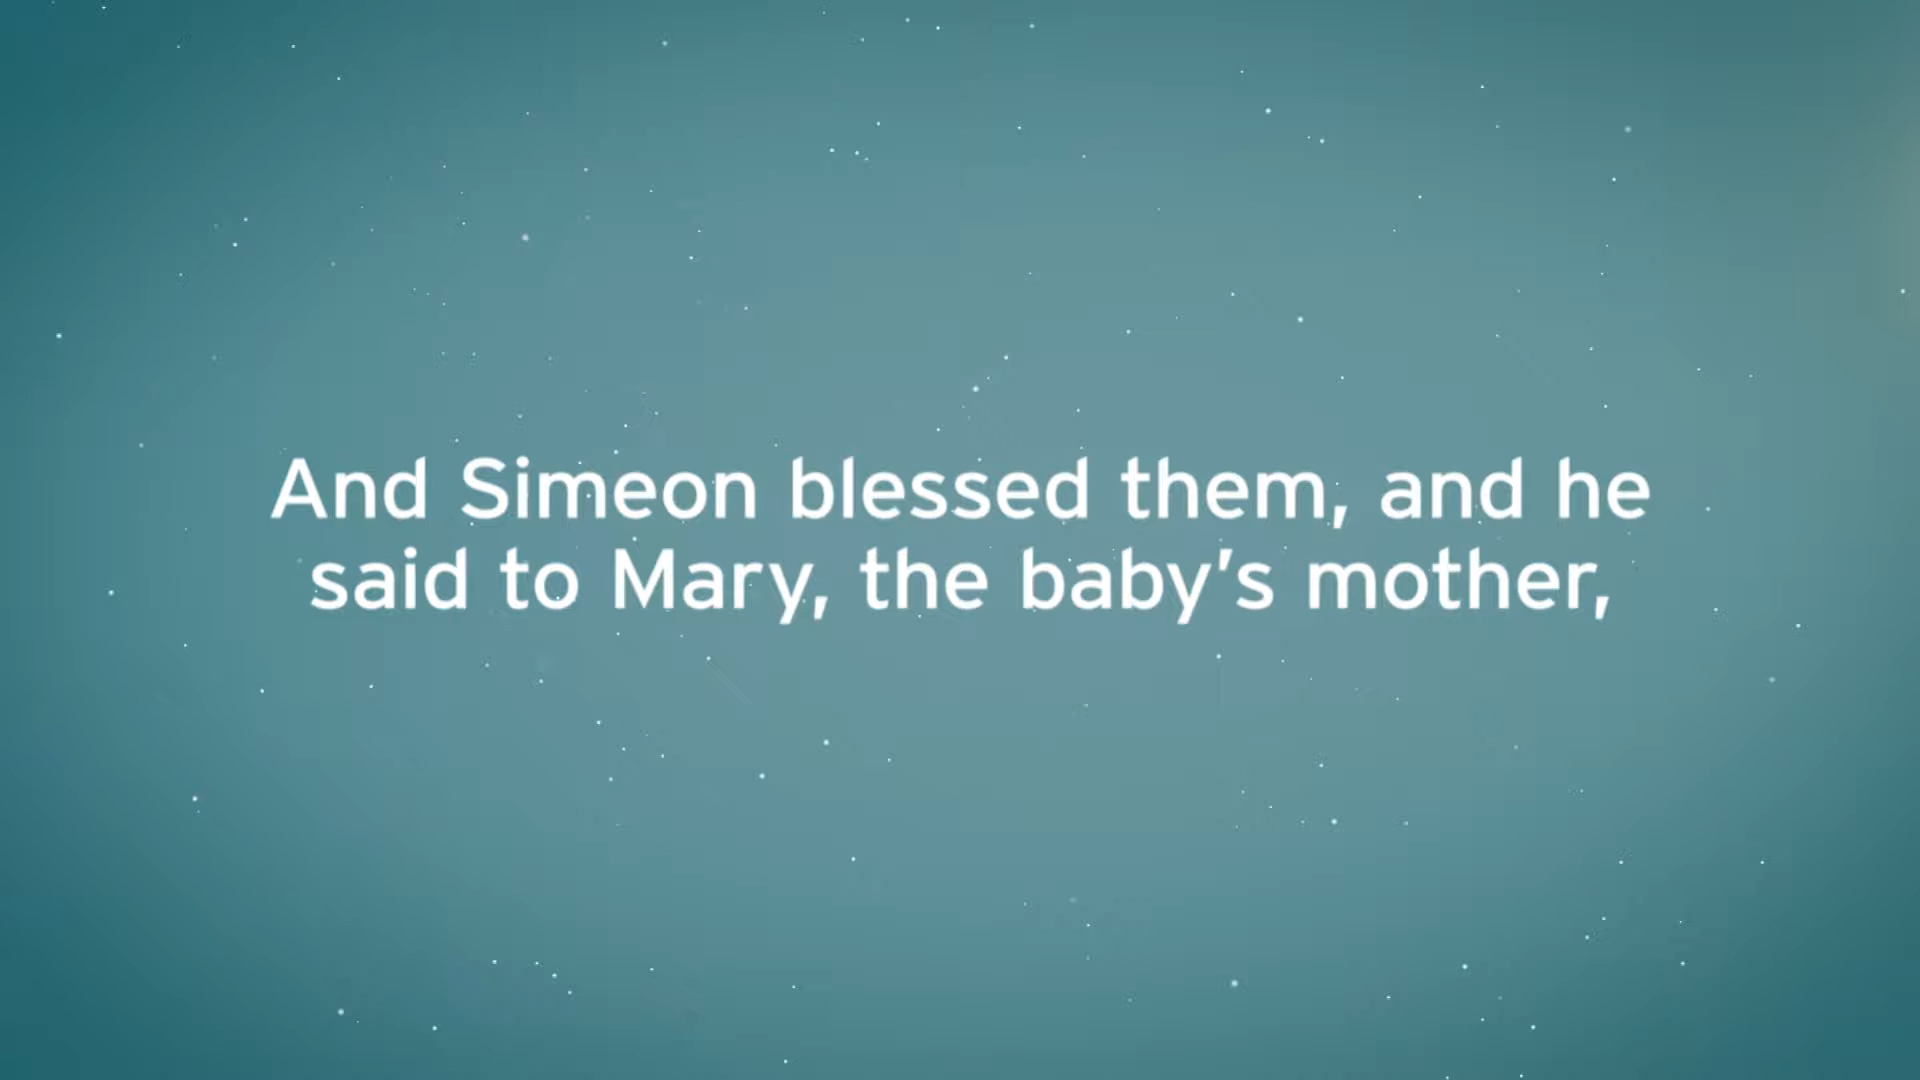 And Simeon blessed them, and he
said to Mary, the baby’s mother,